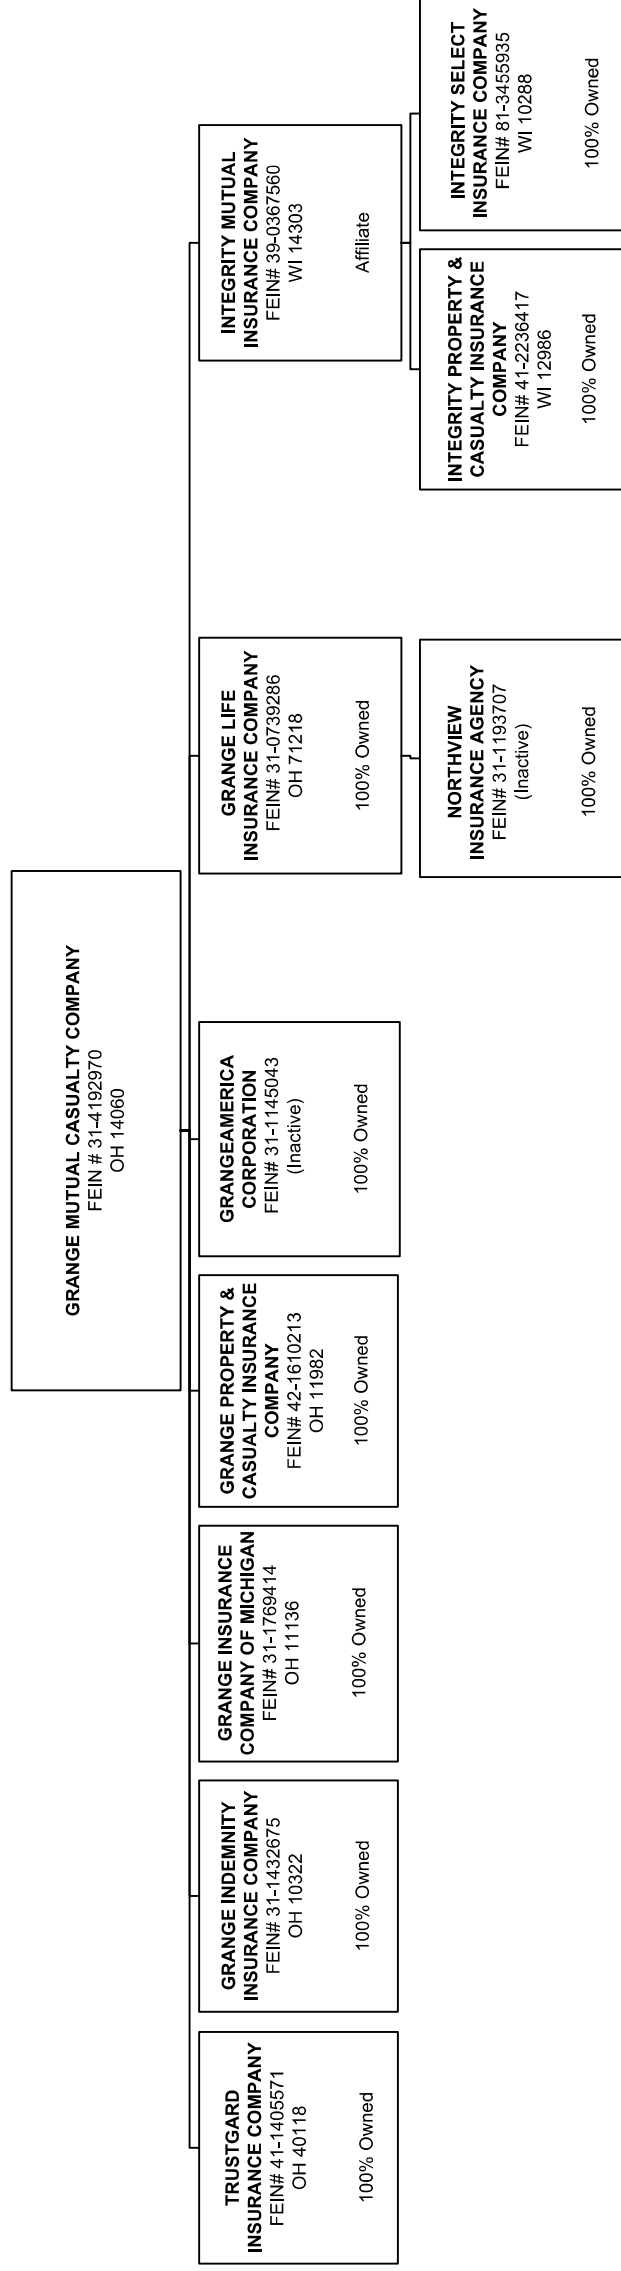 GRANGE MUTUAL CASUALTY COMPANY
FEIN # 31-4192970
OH 14060
TRUSTGARD
INSURANCE COMPANY
FEIN# 41-1405571
OH 40118
100% Owned
GRANGE INDEMNITY
INSURANCE COMPANY
FEIN# 31-1432675
OH 10322
100% Owned
GRANGE INSURANCE
COMPANY OF MICHIGAN
FEIN# 31-1769414
OH 11136
100% Owned
GRANGE PROPERTY &
CASUALTY INSURANCE
COMPANY
FEIN# 42-1610213
OH 11982
100% Owned
GRANGEAMERICA
CORPORATION
FEIN# 31-1145043
(Inactive)
100% Owned
GRANGE LIFE
INSURANCE COMPANY
FEIN# 31-0739286
OH 71218
100% Owned
INTEGRITY MUTUAL
INSURANCE COMPANY
FEIN# 39-0367560
WI 14303
Affiliate
NORTHVIEW
INSURANCE AGENCY
FEIN# 31-1193707
(Inactive)
100% Owned
INTEGRITY PROPERTY &
CASUALTY INSURANCE
COMPANY
FEIN# 41-2236417
WI 12986
100% Owned
INTEGRITY SELECT
INSURANCE COMPANY
FEIN# 81-3455935
WI 10288
100% Owned